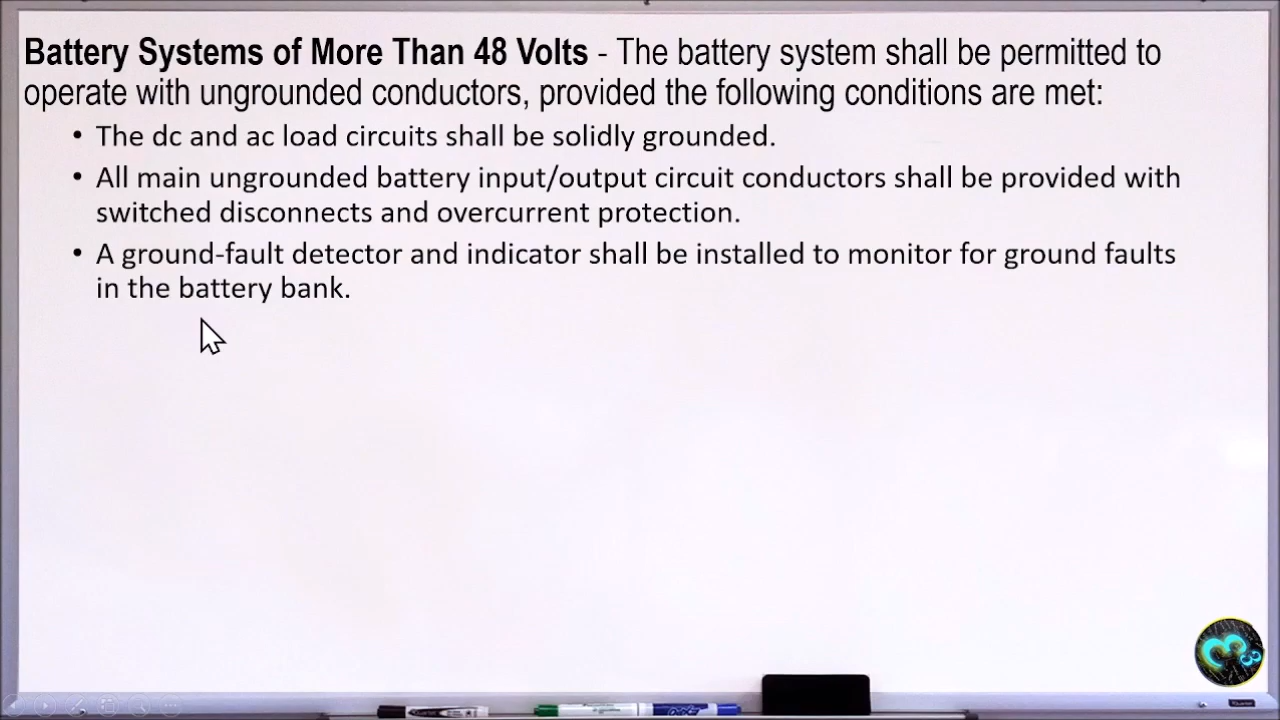 Battery Systems of More Than 48 Volts - The battery system shall be permitted to
operate with ungrounded conductors, provided the following conditions are met:
• The dc and ac load circuits shall be solidly grounded.
• All main ungrounded battery input/output circuit conductors shall be provided with
switched disconnects and overcurrent protection.
• A ground-fault detector and indicator shall be installed to monitor for ground faults
in the battery bank.